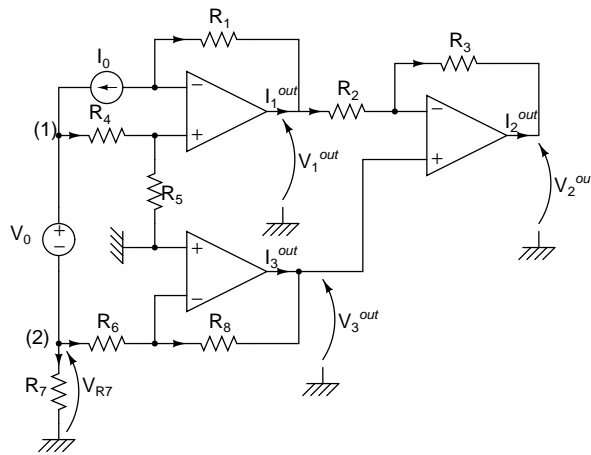 R1
I0
R3
R4
I1out
R2
I2out
(1)
V1out
R5
V2ou
V0
+
−
I3out
V3out
(2)
R6
R8
R7
VR7